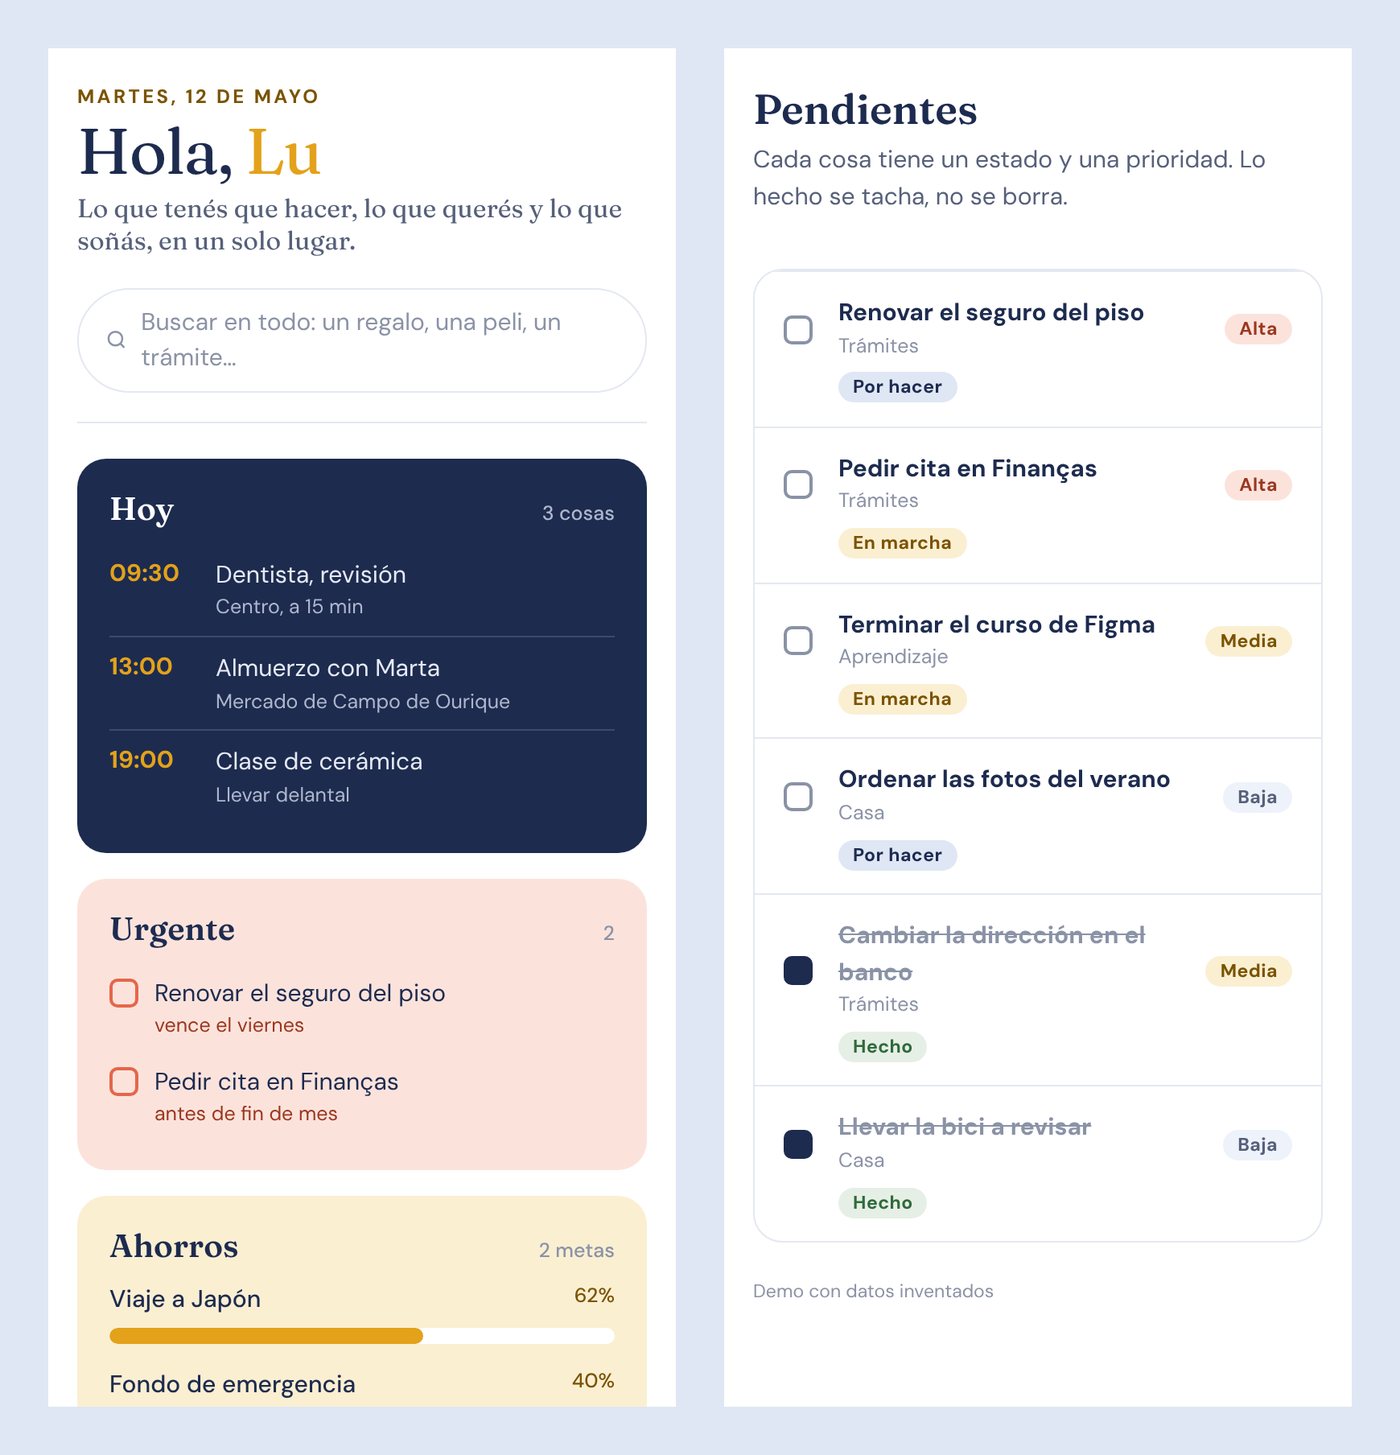 MARTES, 12 DE MAYO
Hola, Lu
Lo que tenés que hacer, lo que querés y lo que
soñás, en un solo lugar.
Buscar en todo: un regalo, una peli, un
trámite...
Hoy
3 cosas
09:30
Dentista, revisión
Centro, a 15 min
13:00
Almuerzo con Marta
Mercado de Campo de Ourique
19:00
Clase de cerámica
Llevar delantal
Urgente
2
Renovar el seguro del piso
vence el viernes
Pedir cita en Finanças
antes de fin de mes
Ahorros
2 metas
Viaje a Japón
62%
Fondo de emergencia
40%
Pendientes
Cada cosa tiene un estado y una prioridad. Lo
hecho se tacha, no se borra.
Renovar el seguro del piso
Alta
Trámites
Por hacer
Pedir cita en Finanças
Alta
Trámites
En marcha
Terminar el curso de Figma
Media
Aprendizaje
En marcha
Ordenar las fotos del verano
Baja
Casa
Por hacer
Cambiar la dirección en el
banco
Media
Trámites
Hecho
Llevar la bici a revisar
Baja
Casa
Hecho
Demo con datos inventados